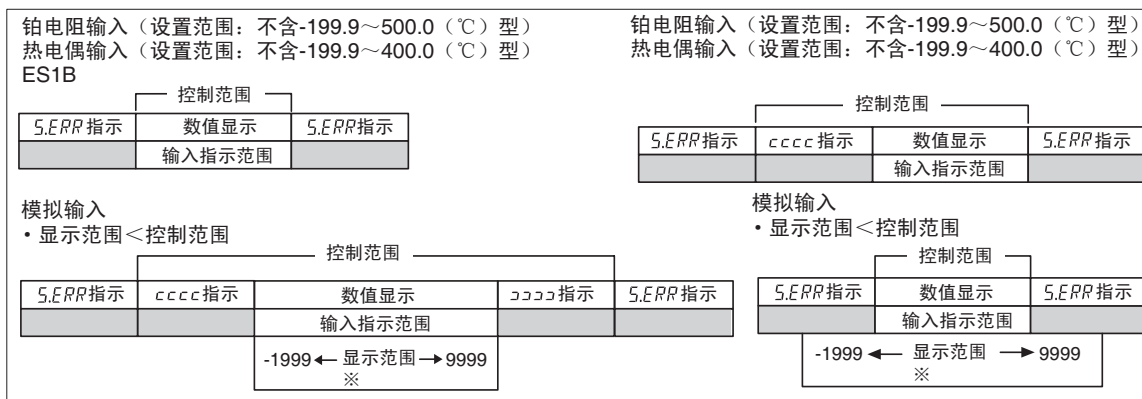 铂电阻输入（设置范围：不含-199.9～500.0（℃）型）
热电偶输入（设置范围：不含-199.9～400.0（℃）型）
ES1B
控制范围
S.ERR指示 数值显示 S.ERR指示
输入指示范围
模拟输入
•显示范围＜控制范围
控制范围
S.ERR指示 cccc指示 数值显示 ככככ指示 S.ERR指示
输入指示范围
-1999 ← 显示范围 → 9999
※
铂电阻输入（设置范围：不含-199.9～500.0（℃）型）
热电偶输入（设置范围：不含-199.9～400.0（℃）型）
控制范围
S.ERR指示 cccc指示 数值显示 S.ERR指示
输入指示范围
模拟输入
•显示范围＜控制范围
控制范围
S.ERR指示 数值显示 S.ERR指示
输入指示范围
-1999 ← 显示范围 → 9999
※